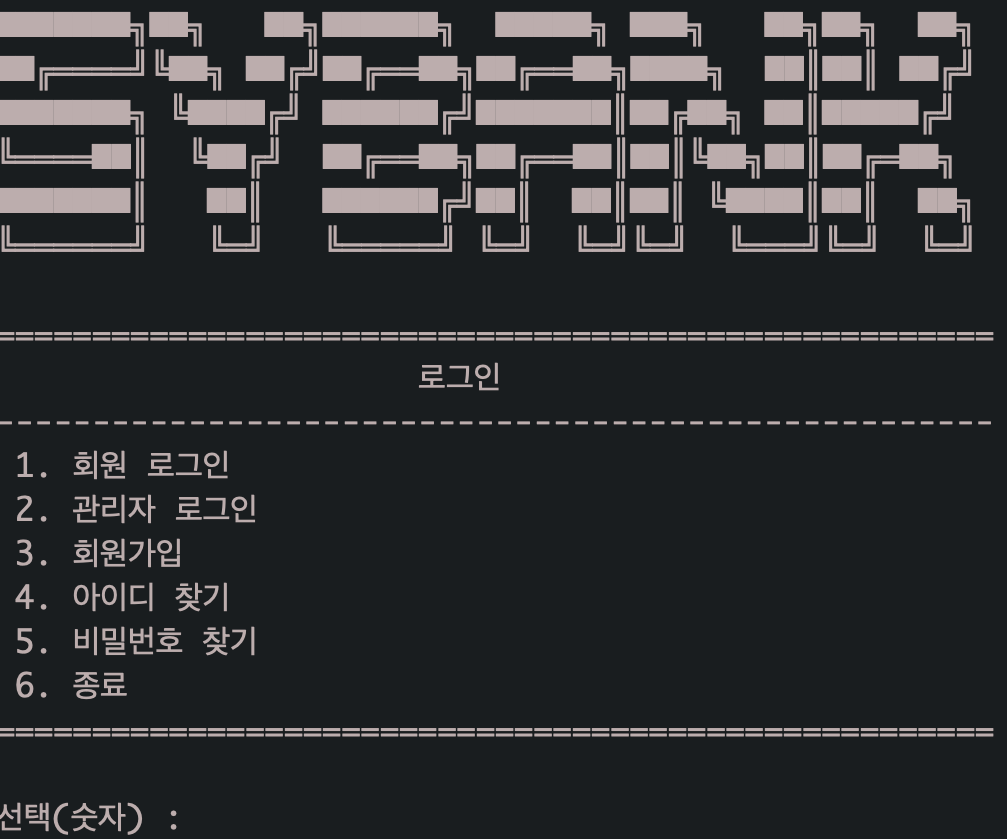 SYBANK
로그인
1. 회원 로그인
2. 관리자 로그인
3. 회원가입
4. 아이디 찾기
5. 비밀번호 찾기
6. 종료
선택(숫자) :